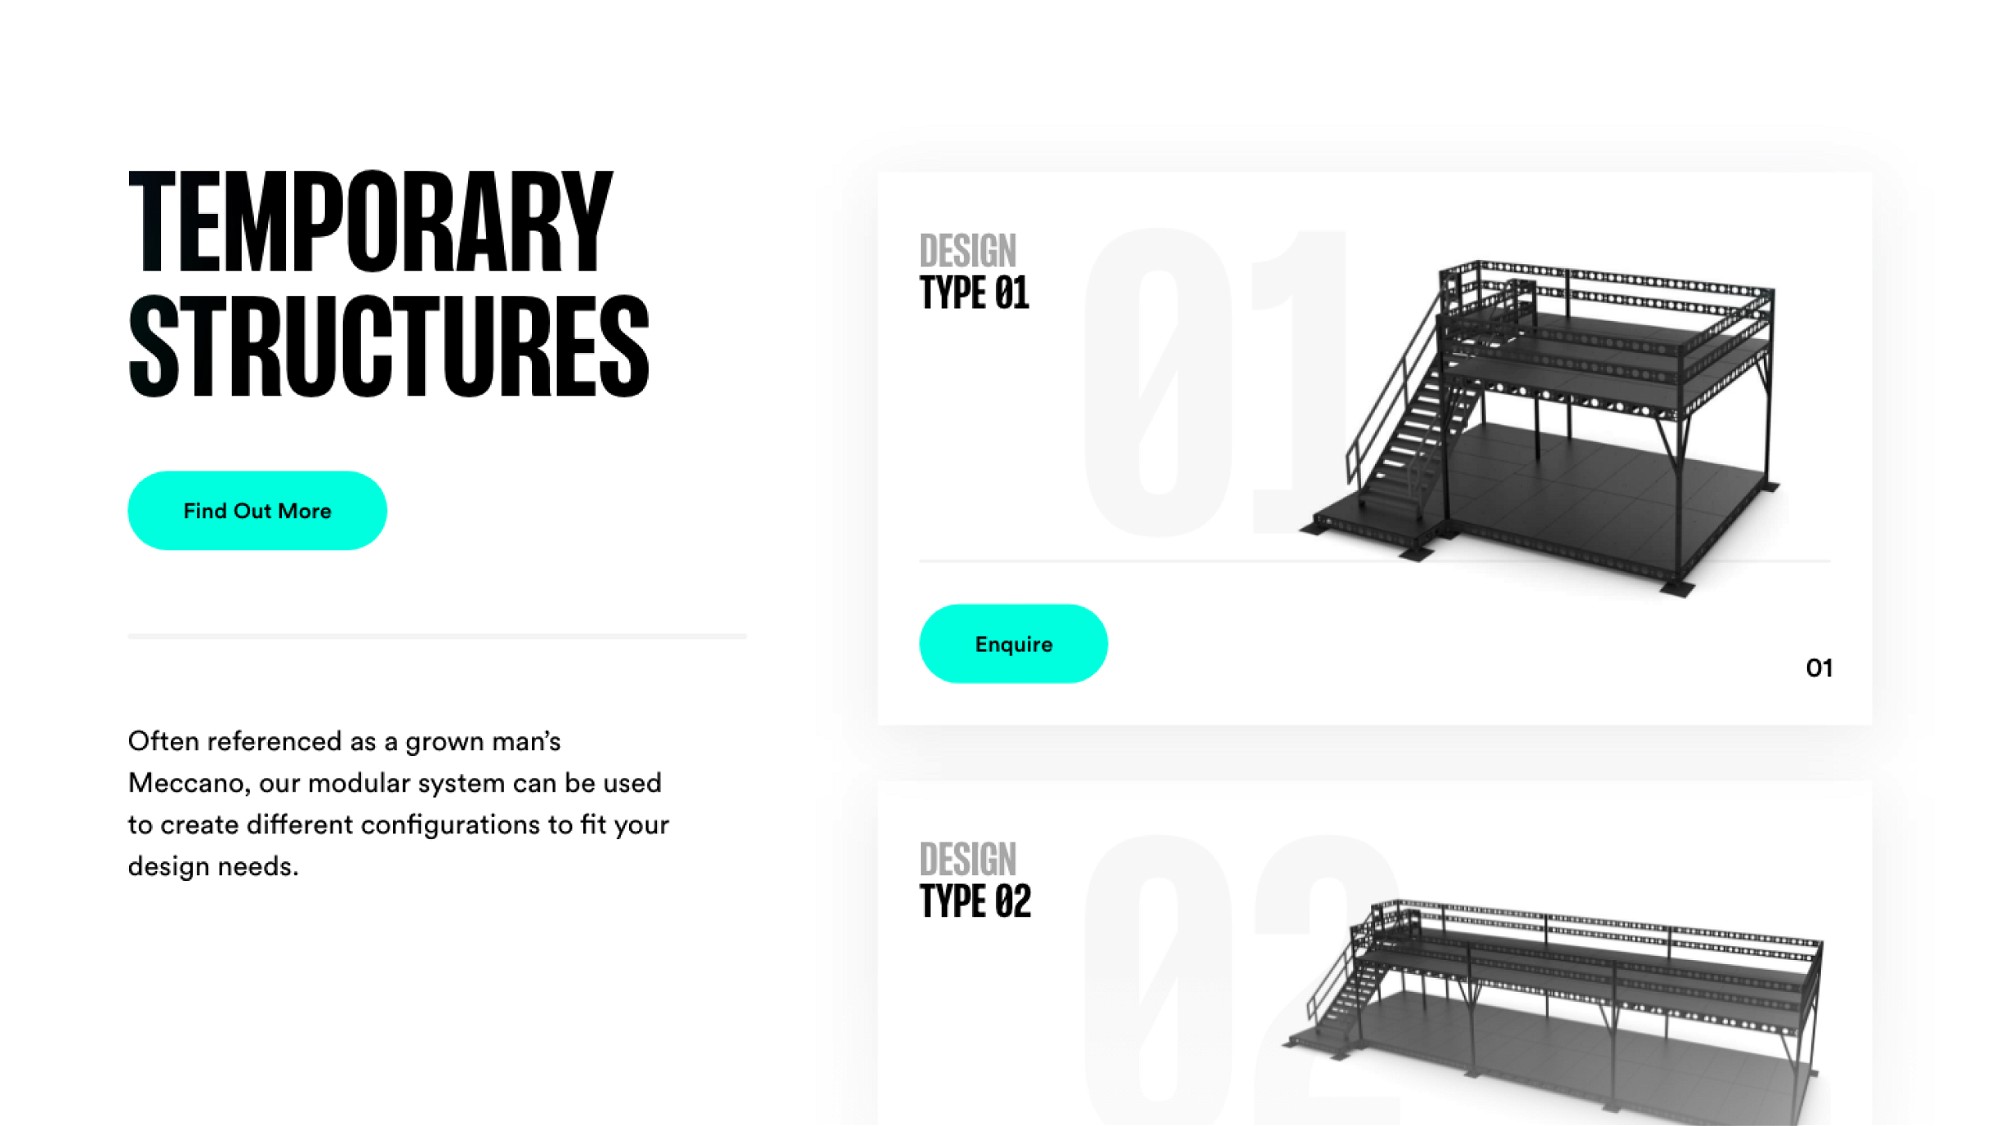 TEMPORARY
STRUCTURES
Find Out More
Often referenced as a grown man’s
Meccano, our modular system can be used
to create different configurations to fit your
design needs.
01
DESIGN
TYPE 01
Enquire
01
02
DESIGN
TYPE 02